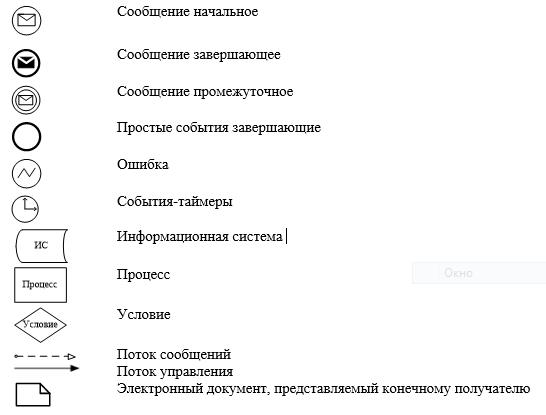 Сообщение начальное
Сообщение завершающее
Сообщение промежуточное
Простые события завершающие
Ошибка
События-таймеры
ИС Информационная система
Процесс Процесс
Окно
Условие Условие
Поток сообщений
Поток управления
Электронный документ, представляемый конечному получателю